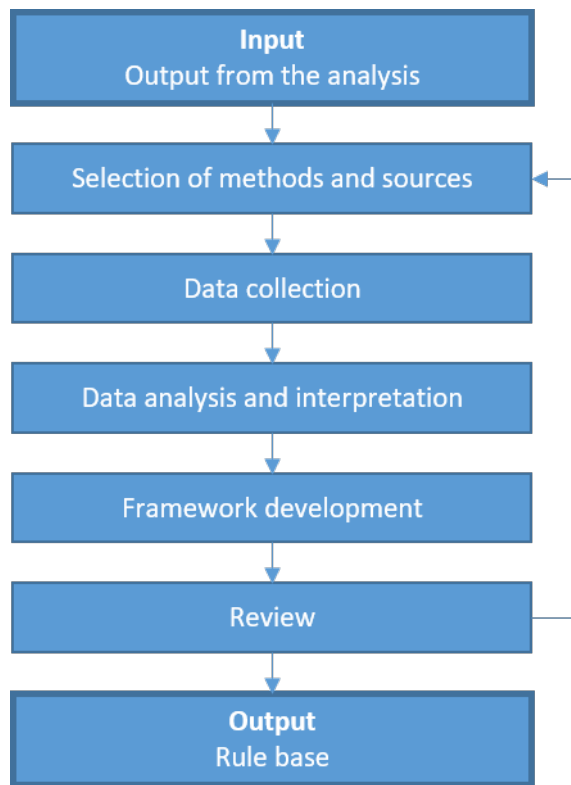 Input
Output from the analysis
Selection of methods and sources
Data collection
Data analysis and interpretation
Framework development
Review
Output
Rule base